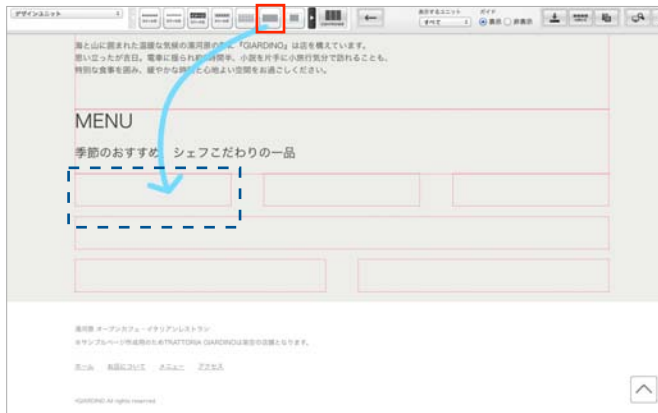 デザインユニット
表示するユニット
ガイド
すべて
表示
非表示
海と山に囲まれた温暖な気候の湯河原の『GIARDINO』は店を構えています。
思い立ったが吉日。電車に揺られ約 時間半、小説を片手に小旅行気分で訪れることも、
特別な食事を囲み、緩やかな時間と心地よい空間をお過ごしください。
MENU
季節のおすすめ シェフこだわりの一品
湯河原 オープンカフェ・イタリアンレストラン
※サンプルページ作成用のためTRATTORIA GIARDINOは架空の店舗となります。
ホーム お店について メニュー アクセス
©GIARDINO All rights reserved.